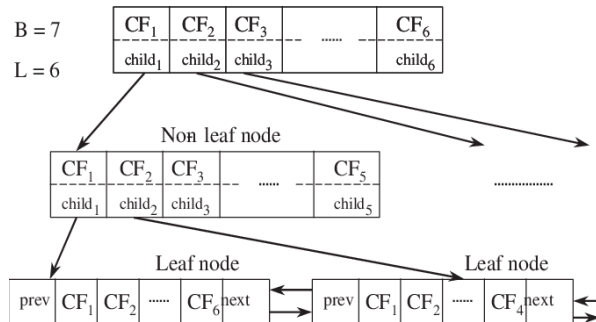 B = 7
CF1 CF2 CF3 ...... CF6
L = 6
child1 child2 child3 child6
Non leaf node
CF1 CF2 CF3 ...... CF5
child1 child2 child3 child5
................
Leaf node Leaf node
prev CF1 CF2 ...... CF6 next prev CF1 CF2 ...... CF4 next